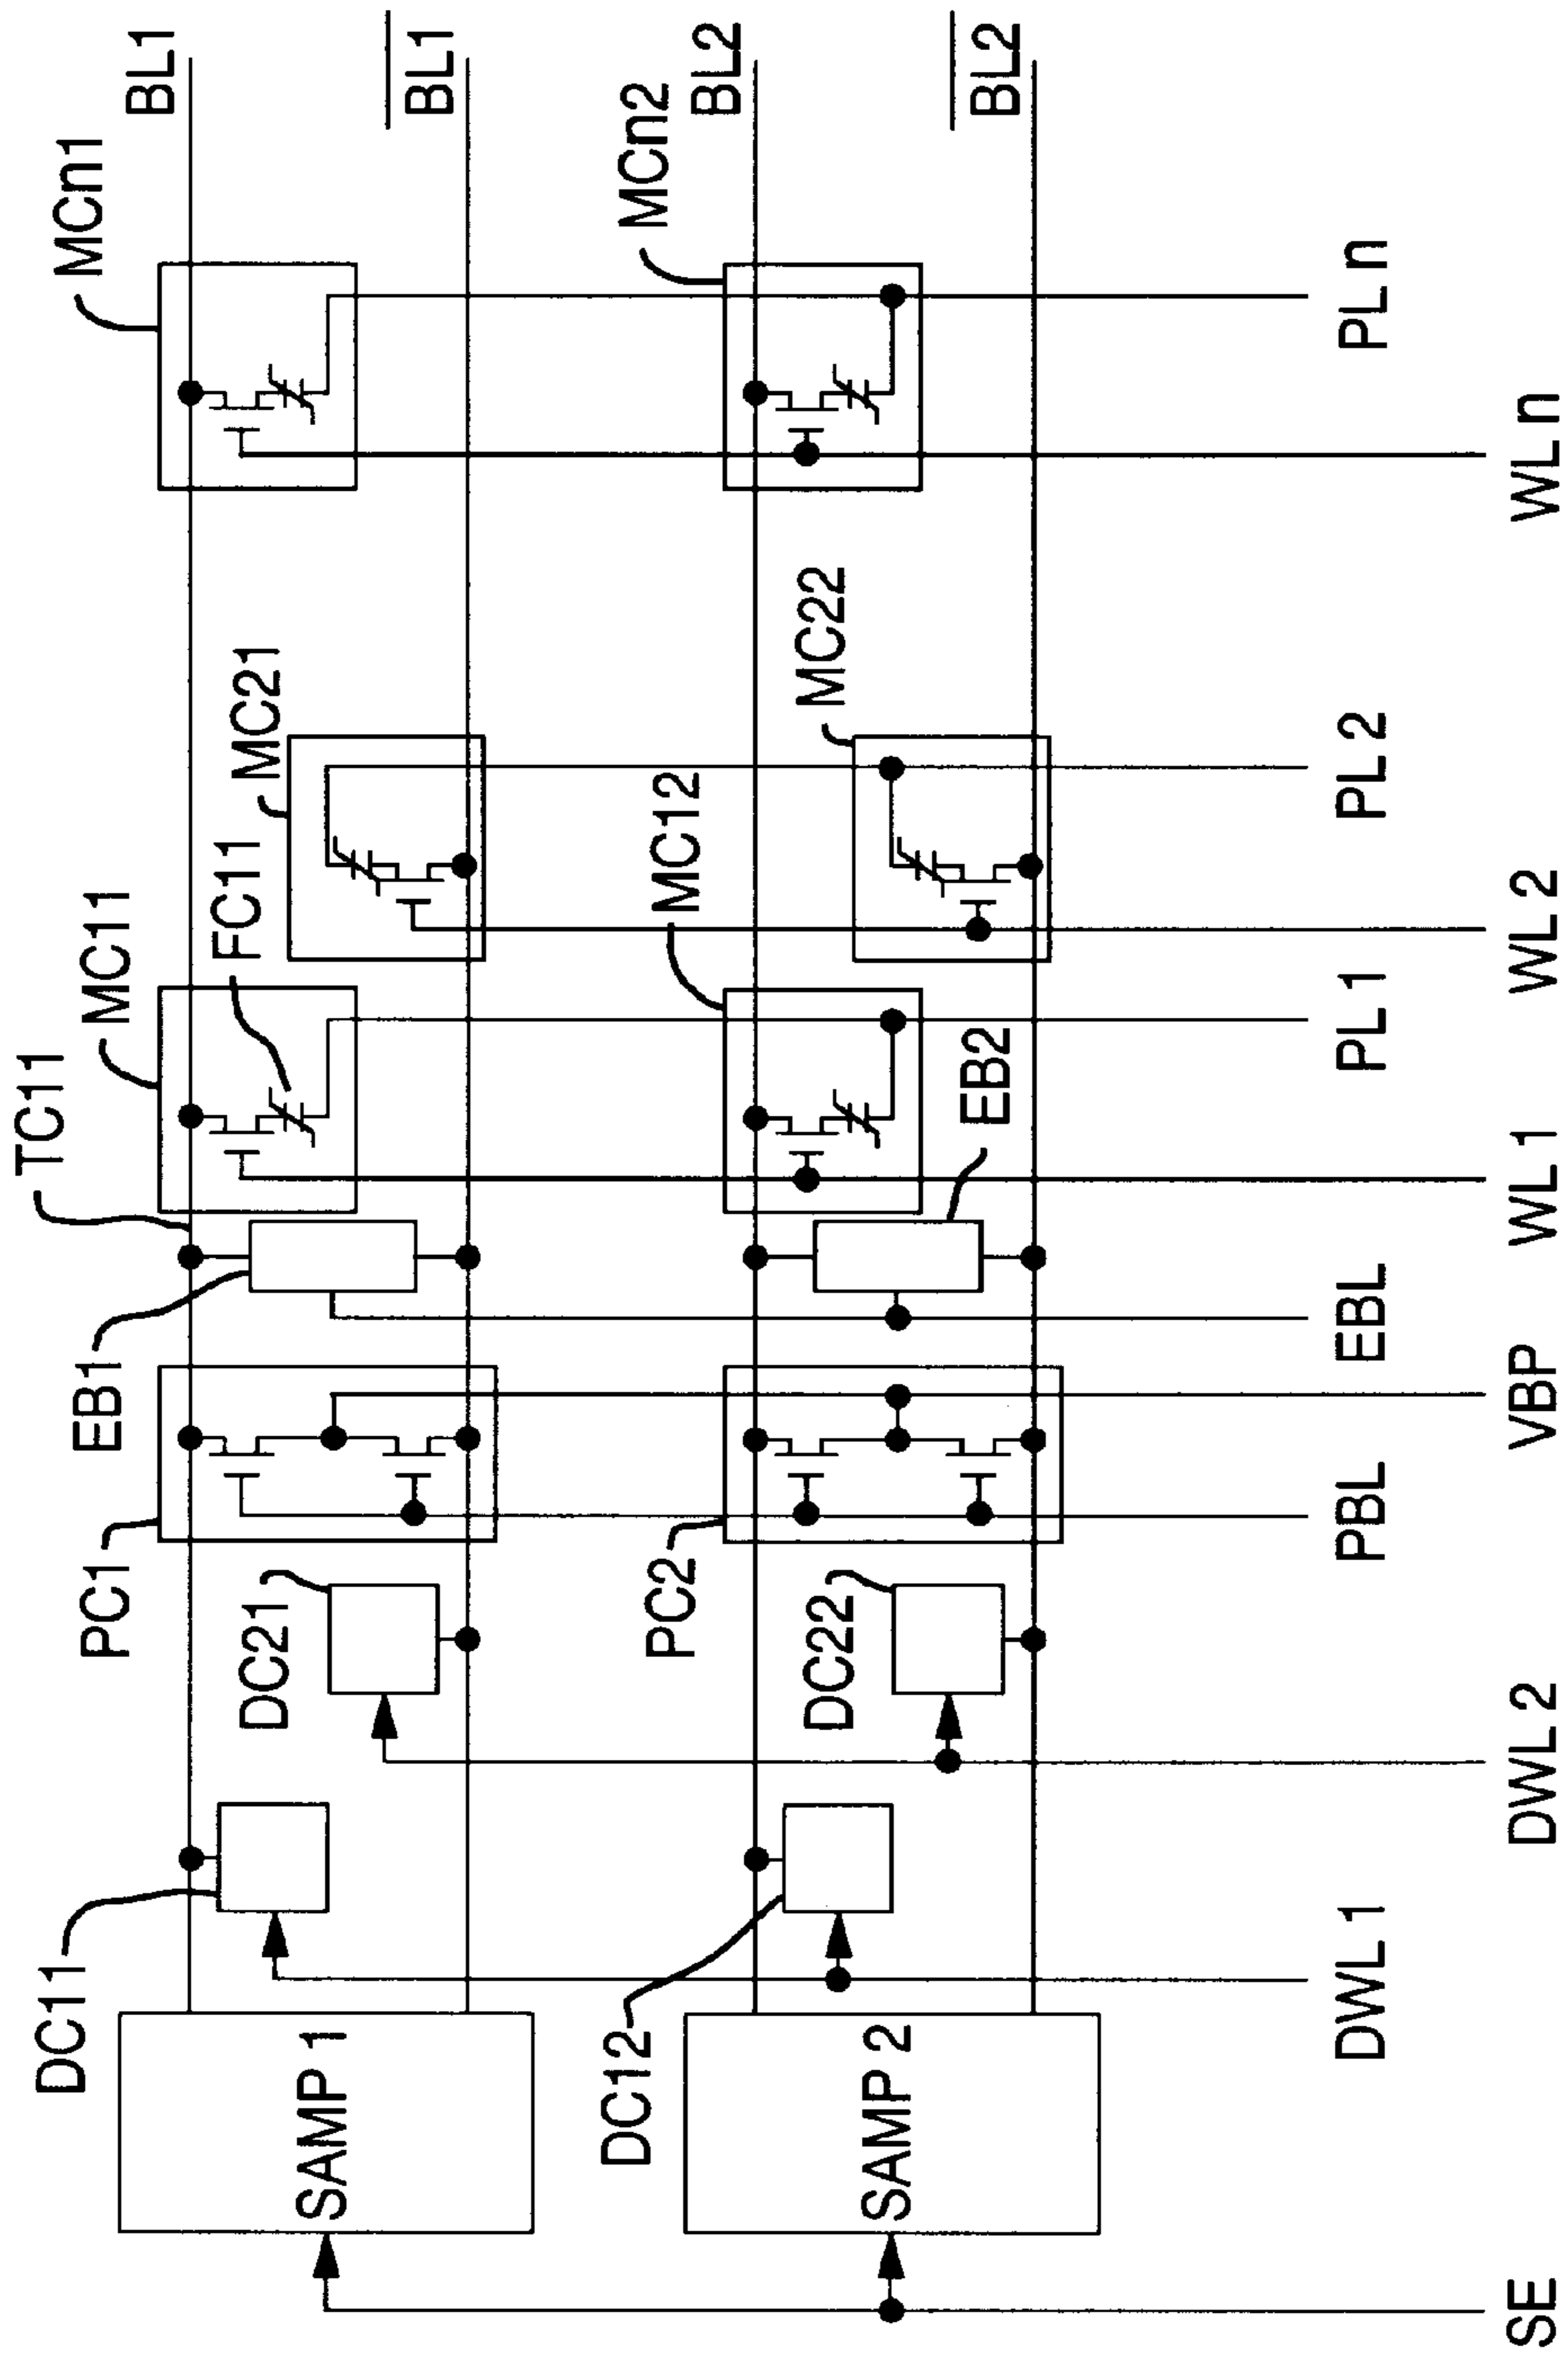 TC11
MC11
FC11
MC21
MCn1
BL1
BL1
DC11
DC21
PC1
EB1
SAMP 1
MC12
MC22
MCn2
BL2
BL2
DC12
DC22
PC2
EB2
SAMP 2
DWL 1
PBL
EBL
PL 1
PL 2
PL n
SE
DWL 2
VBP
WL 1
WL 2
WL n